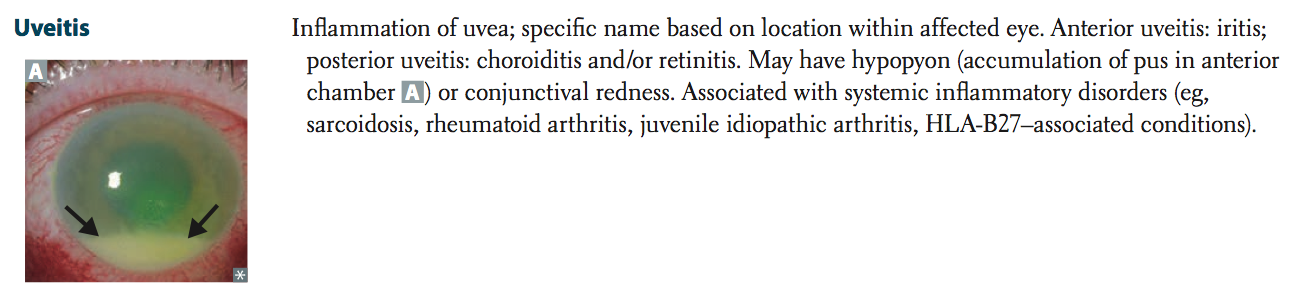 Uveitis
Inflammation of uvea; specific name based on location within affected eye. Anterior uveitis: iritis;
posterior uveitis: choroiditis and/or retinitis. May have hypopyon (accumulation of pus in anterior
chamber A) or conjunctival redness. Associated with systemic inflammatory disorders (eg,
sarcoidosis, rheumatoid arthritis, juvenile idiopathic arthritis, HLA-B27–associated conditions).
A
*